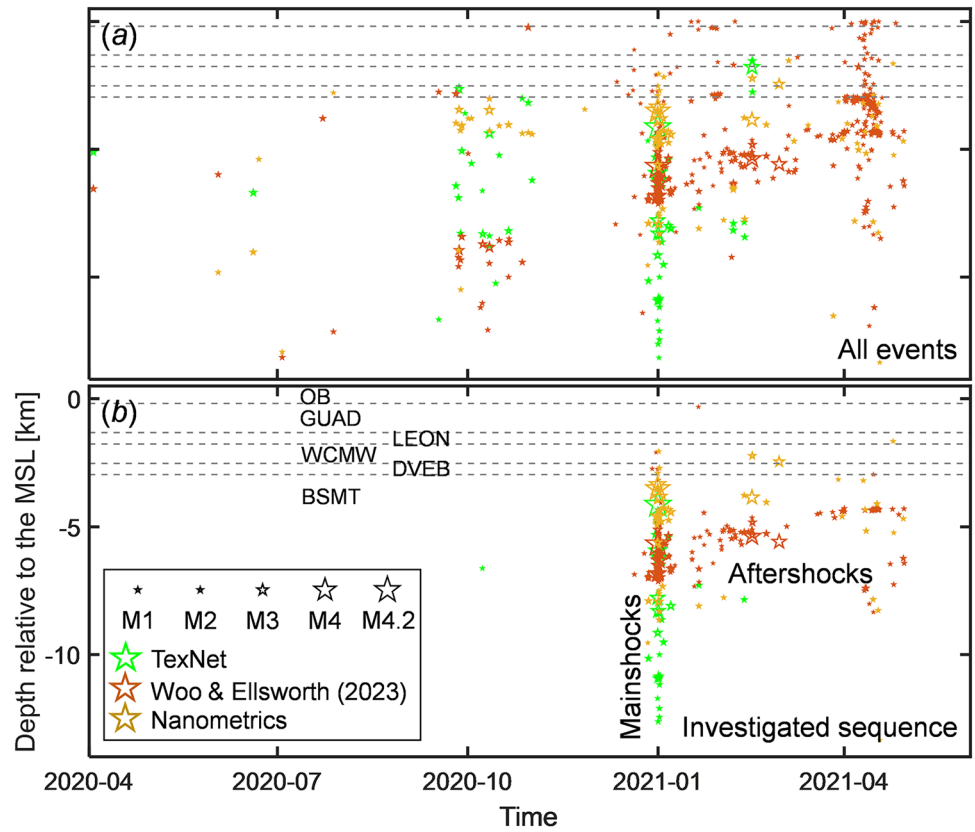 (a)
All events
(b)
0
OB
GUAD
LEON
WCMW
DVEB
BSMT
-5
Depth relative to the MSL [km]
M1 M2 M3 M4 M4.2
TexNet
Woo & Ellsworth (2023)
Nanometrics
-10
Mainshocks
Aftershocks
Investigated sequence
2020-04 2020-07 2020-10 2021-01 2021-04
Time